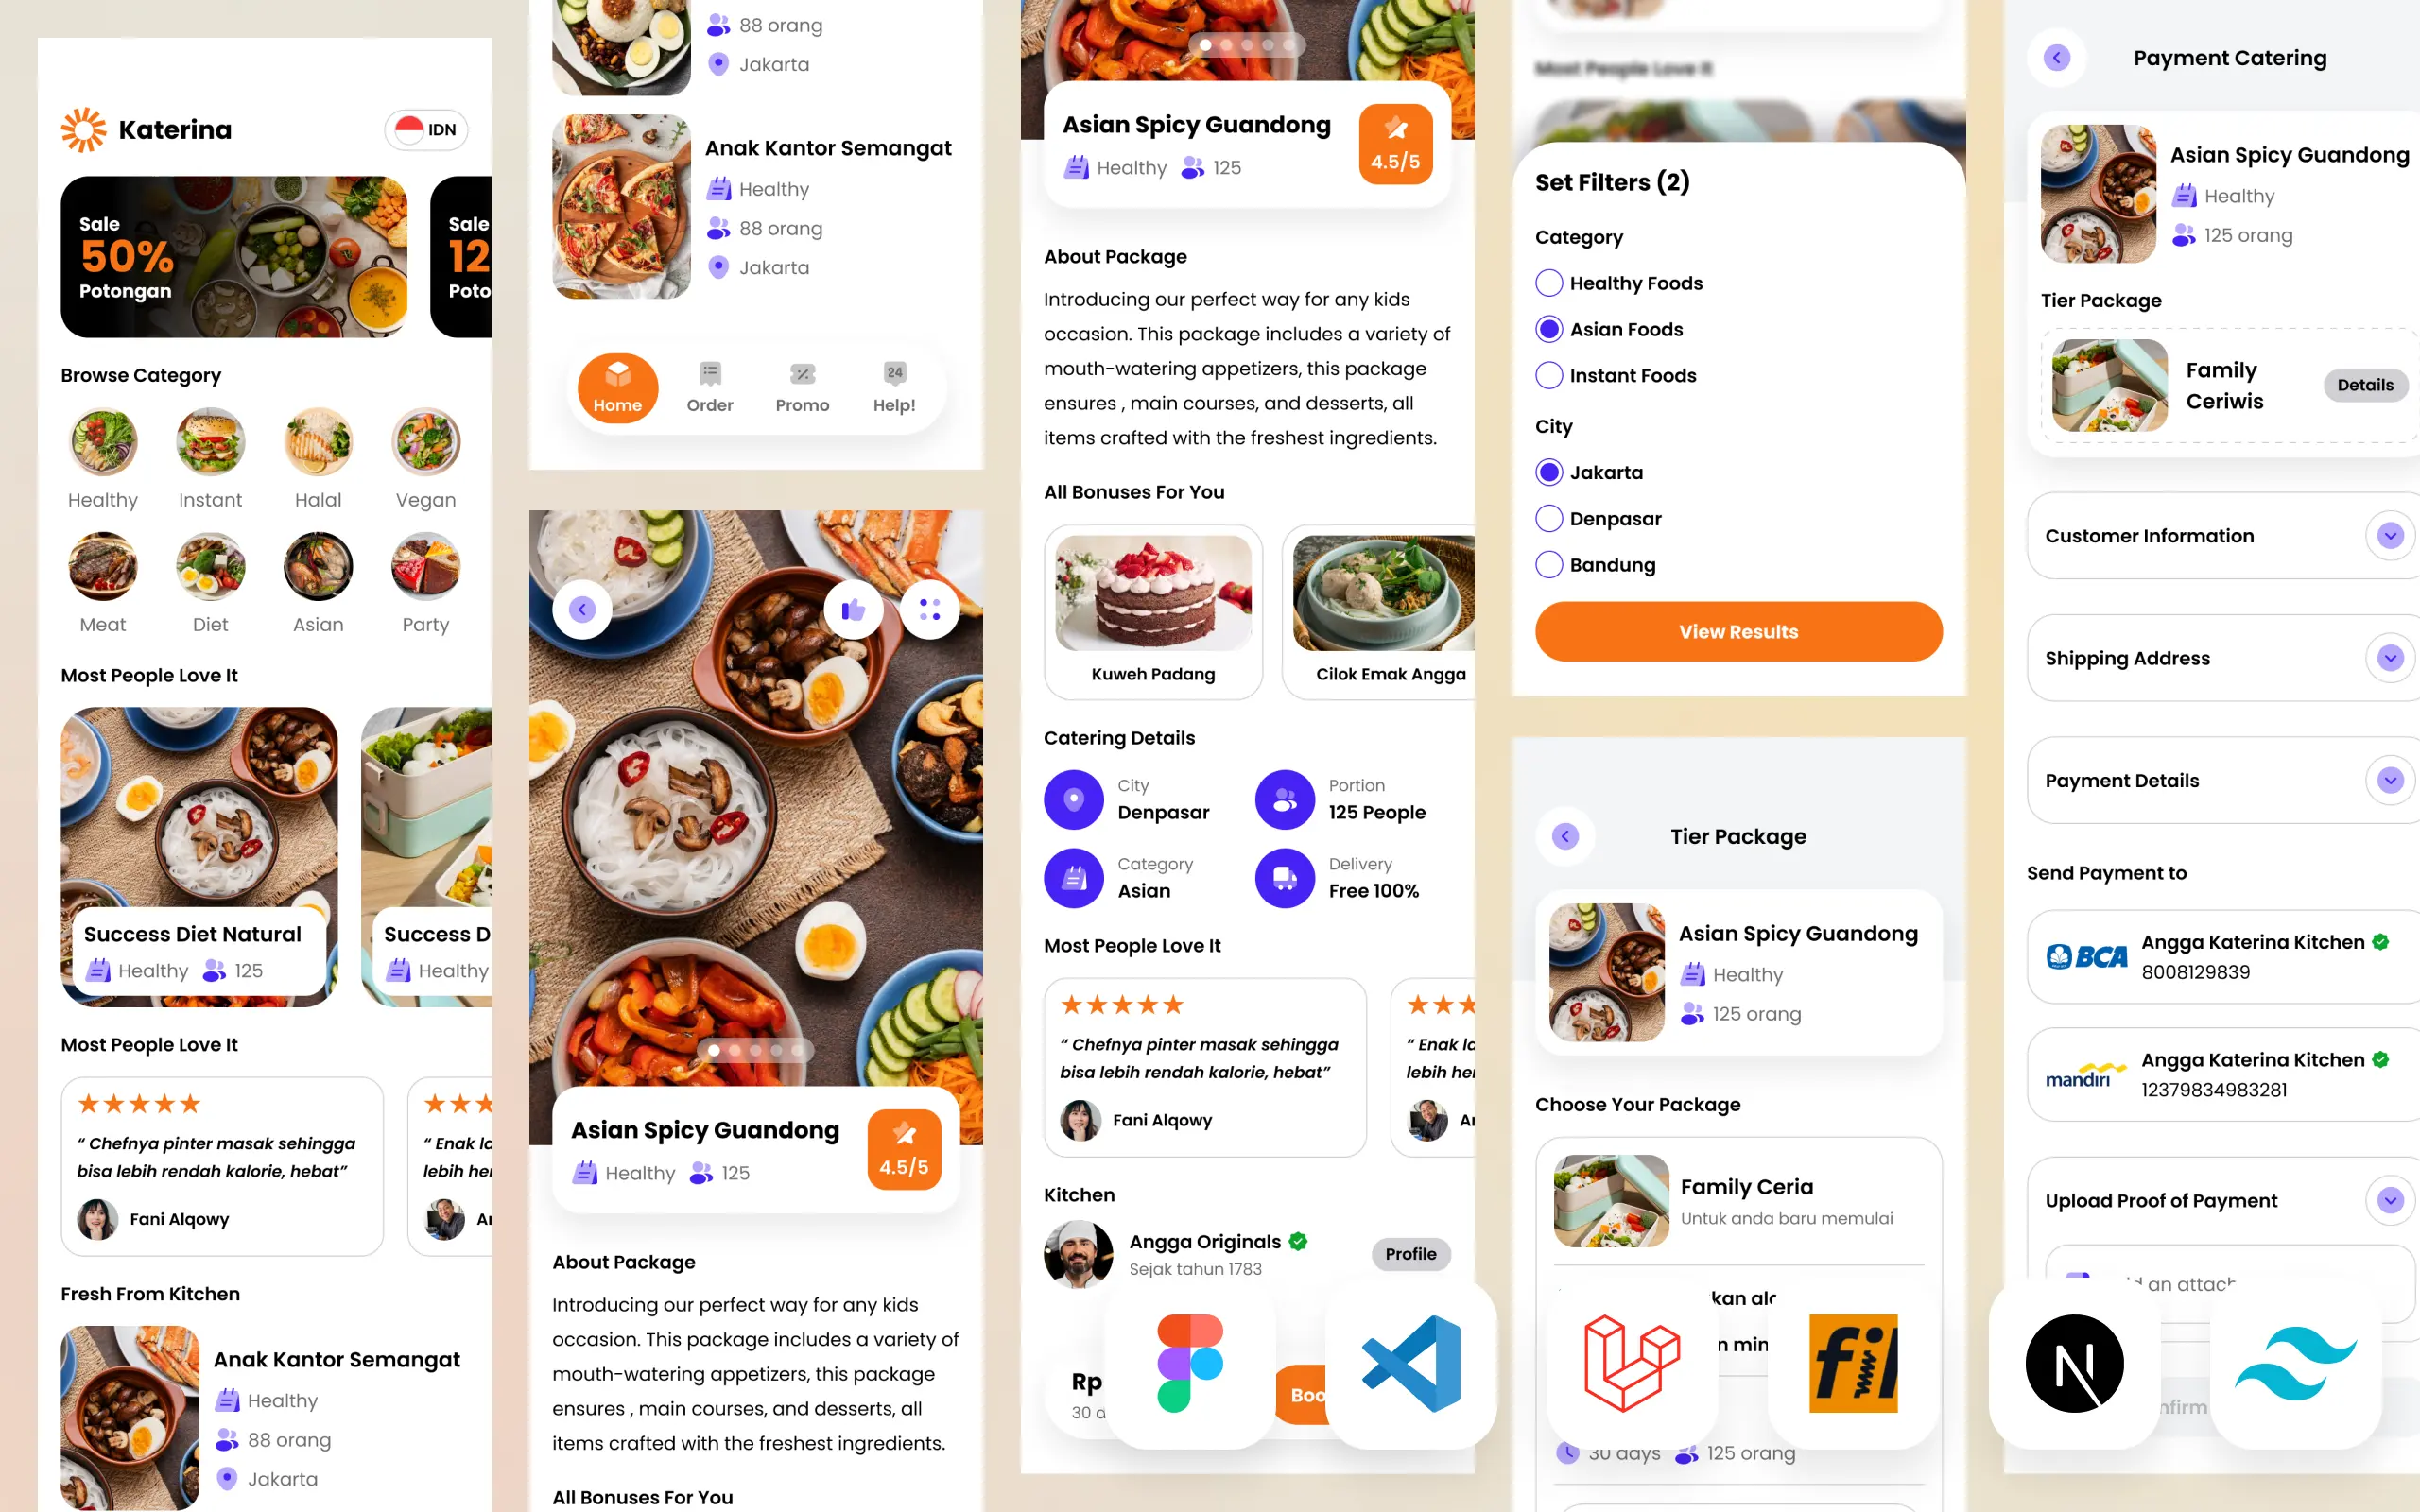 Katerina
IDN
Sale
50%
Potongan
Sale
12
Poto
Browse Category
Healthy
Instant
Halal
Vegan
Meat
Diet
Asian
Party
Most People Love It
Success Diet Natural
Healthy
125
Success D
Healthy
Most People Love It
“ Chefnya pinter masak sehingga
bisa lebih rendah kalorie, hebat”
Fani Alqowy
“ Enak lc
lebih hei
Ai
Fresh From Kitchen
Anak Kantor Semangat
Healthy
88 orang
Jakarta
88 orang
Jakarta
Anak Kantor Semangat
Healthy
88 orang
Jakarta
Home
Order
Promo
24
Help!
Asian Spicy Guandong
Healthy
125
4.5/5
About Package
Introducing our perfect way for any kids
occasion. This package includes a variety of
mouth-watering appetizers, this package
ensures , main courses, and desserts, all
items crafted with the freshest ingredients.
All Bonuses For You
Asian Spicy Guandong
Healthy
125
4.5/5
About Package
Introducing our perfect way for any kids
occasion. This package includes a variety of
mouth-watering appetizers, this package
ensures , main courses, and desserts, all
items crafted with the freshest ingredients.
All Bonuses For You
Kuweh Padang
Cilok Emak Angga
Catering Details
City
Denpasar
Portion
125 People
Category
Asian
Delivery
Free 100%
Most People Love It
“ Chefnya pinter masak sehingga
bisa lebih rendah kalorie, hebat”
Fani Alqowy
“ Enak lc
lebih hei
Ai
Kitchen
Angga Originals
Sejak tahun 1783
Profile
Rp
30 d
Boo
Most People Love It
Set Filters (2)
Category
Healthy Foods
Asian Foods
Instant Foods
City
Jakarta
Denpasar
Bandung
View Results
Tier Package
Asian Spicy Guandong
Healthy
125 orang
Choose Your Package
Family Ceria
Untuk anda baru memulai
kan alc
n min
fil
30 days
125 orang
Payment Catering
Asian Spicy Guandong
Healthy
125 orang
Tier Package
Family
Ceriwis
Details
Customer Information
Shipping Address
Payment Details
Send Payment to
BCA
Angga Katerina Kitchen
8008129839
mandiri
Angga Katerina Kitchen
12379834983281
Upload Proof of Payment
d an attach
N
nfirm